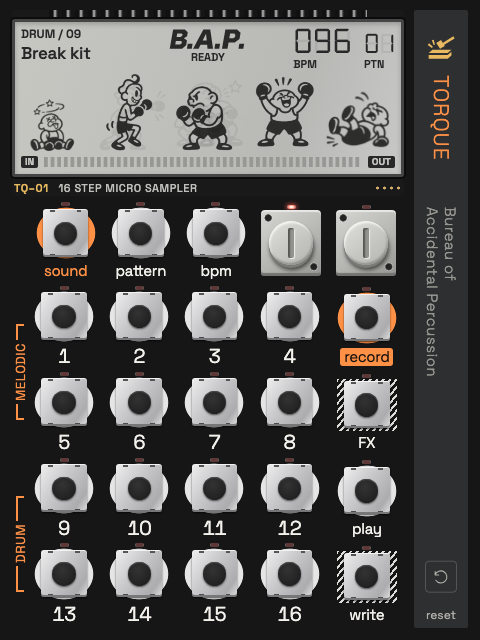 DRUM / 09
Break kit
B.A.P.
READY
096
BPM
01
PTN
IN
OUT
TQ-01 16 STEP MICRO SAMPLER
TORQUE
Bureau of
Accidental Percussion
sound
pattern
bpm
MELODIC
1
2
3
4
record
5
6
7
8
FX
DRUM
9
10
11
12
play
13
14
15
16
write
reset